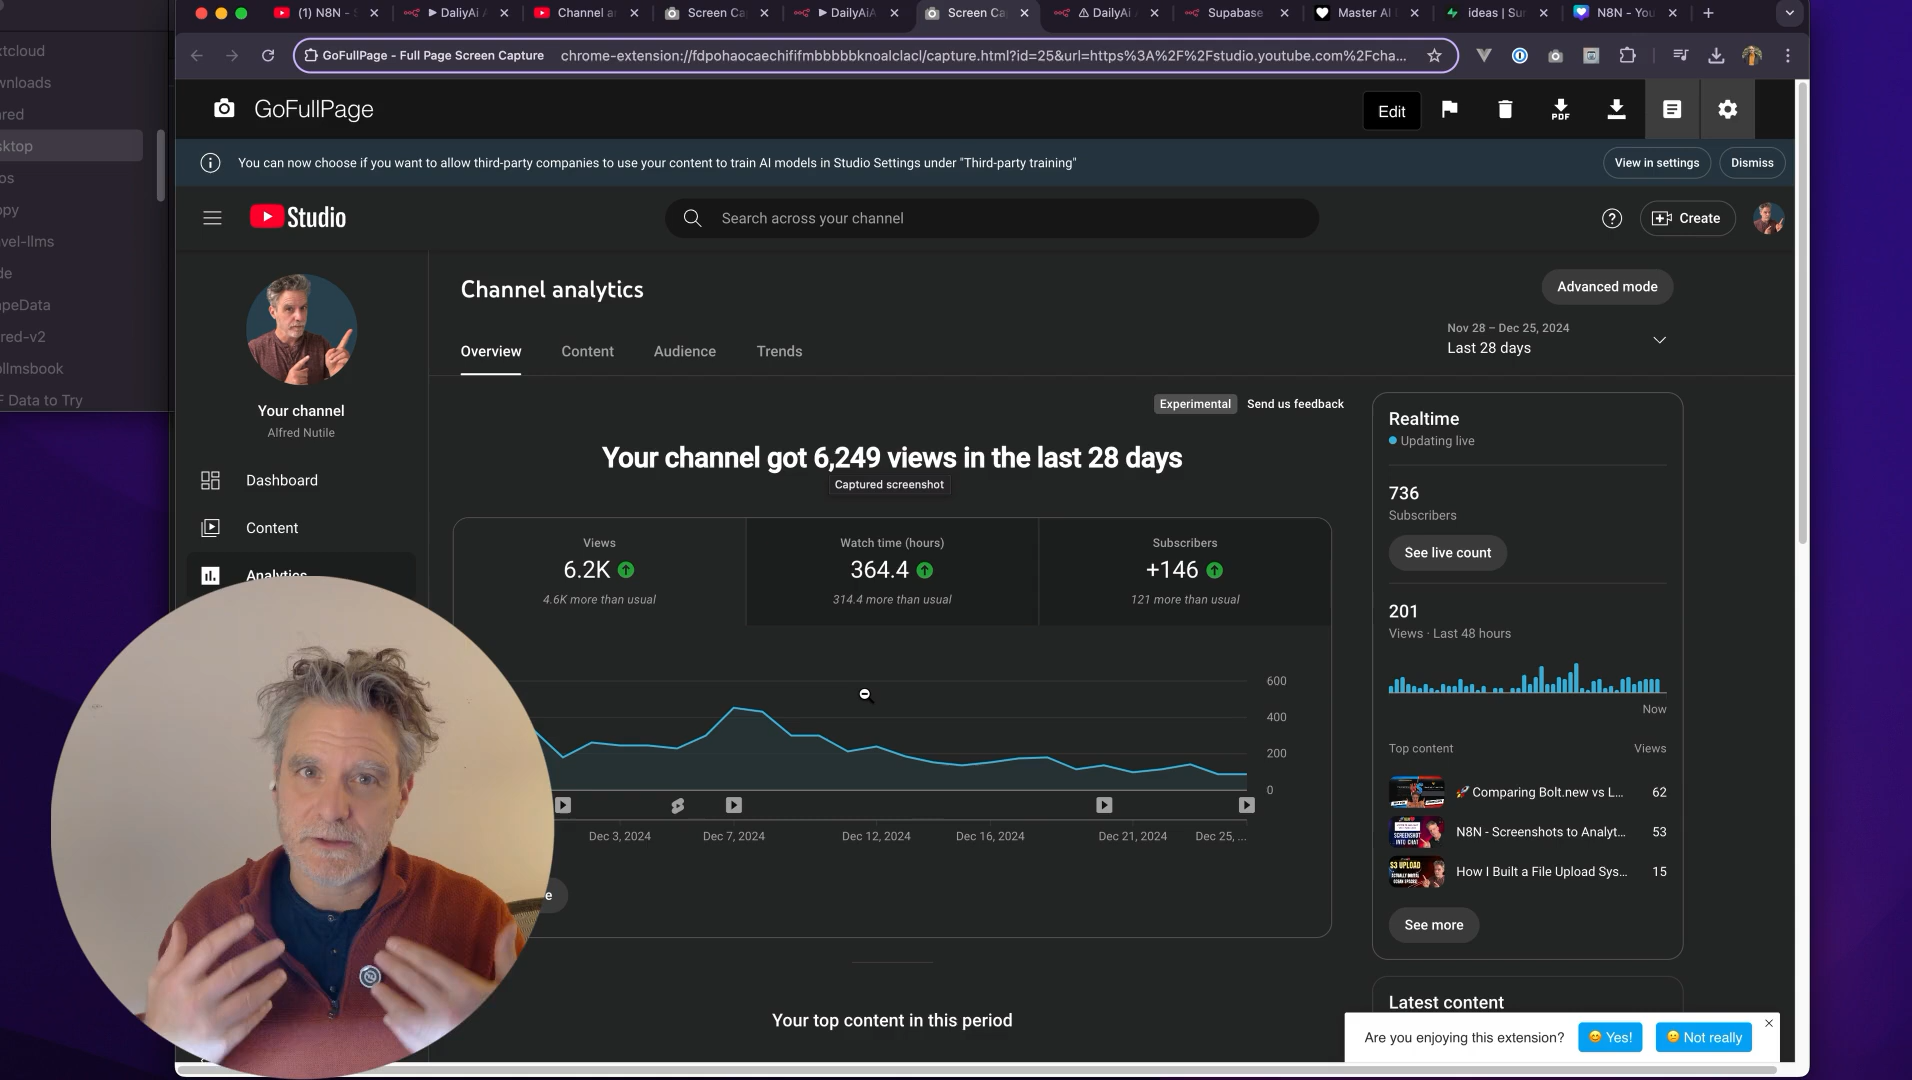 (1) N8N - S
DailyAi A
Channel a
Screen Ca
DailyAiA
Screen Ca
DailyAi
Supabase
Master AI
ideas | Su
N8N - You
GoFullPage - Full Page Screen Capture
chrome-extension://fdpohaocaechififmbbbbbknoalclacl/capture.html?id=25&url=https%3A%2F%2Fstudio.youtube.com%2Fcha...
xtcloud
wnloads
ared
sktop
os
opy
avel-llms
de
apeData
red-v2
ollmsbook
F Data to Try
GoFullPage
Edit
PDF
You can now choose if you want to allow third-party companies to use your content to train AI models in Studio Settings under "Third-party training"
View in settings
Dismiss
Studio
Search across your channel
Create
Channel analytics
Advanced mode
Nov 28 – Dec 25, 2024
Last 28 days
Overview
Content
Audience
Trends
Your channel
Alfred Nutile
Dashboard
Content
Analytics
Experimental
Send us feedback
Your channel got 6,249 views in the last 28 days
Captured screenshot
Views
6.2K
4.6K more than usual
Watch time (hours)
364.4
314.4 more than usual
Subscribers
+146
121 more than usual
600
400
200
0
Dec 3, 2024
Dec 7, 2024
Dec 12, 2024
Dec 16, 2024
Dec 21, 2024
Dec 25, ...
e
Your top content in this period
Realtime
Updating live
736
Subscribers
See live count
201
Views · Last 48 hours
Now
Top content
Views
🚀 Comparing Bolt.new vs L...
62
N8N - Screenshots to Analyt...
53
How I Built a File Upload Sys...
15
See more
Latest content
Are you enjoying this extension?
Yes!
Not really